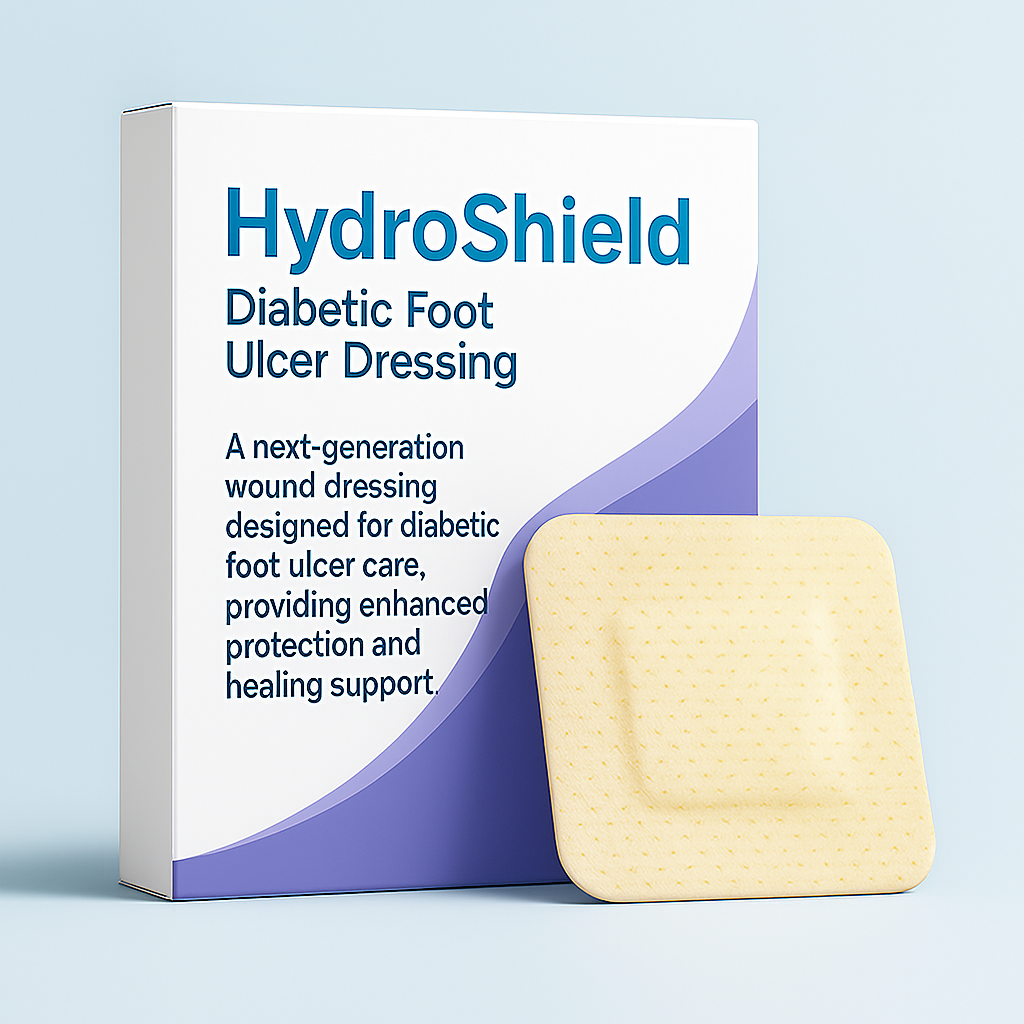 HydroShield
Diabetic Foot
Ulcer Dressing
A next-generation
wound dressing
designed for diabetic
foot ulcer care,
providing enhanced
protection and
healing support.